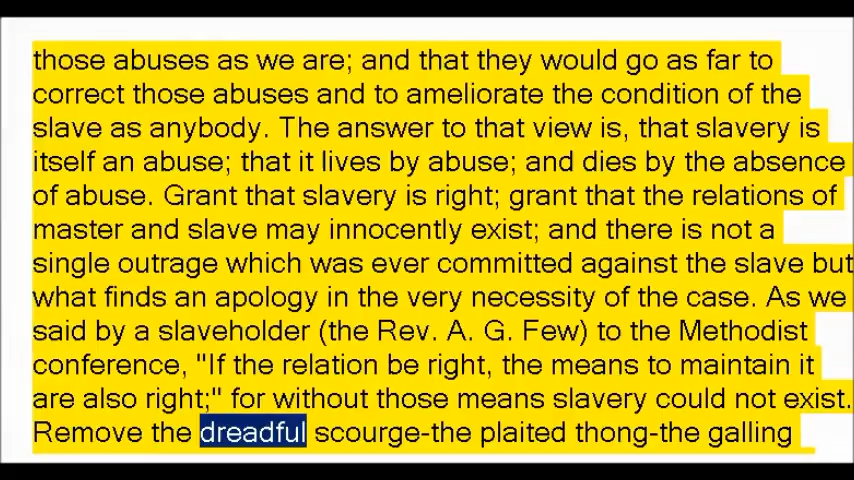 those abuses as we are; and that they would go as far to
correct those abuses and to ameliorate the condition of the
slave as anybody. The answer to that view is, that slavery is
itself an abuse; that it lives by abuse; and dies by the absence
of abuse. Grant that slavery is right; grant that the relations of
master and slave may innocently exist; and there is not a
single outrage which was ever committed against the slave but
what finds an apology in the very necessity of the case. As we
said by a slaveholder (the Rev. A. G. Few) to the Methodist
conference, "If the relation be right, the means to maintain it
are also right;" for without those means slavery could not exist.
Remove the dreadful scourge-the plaited thong-the galling